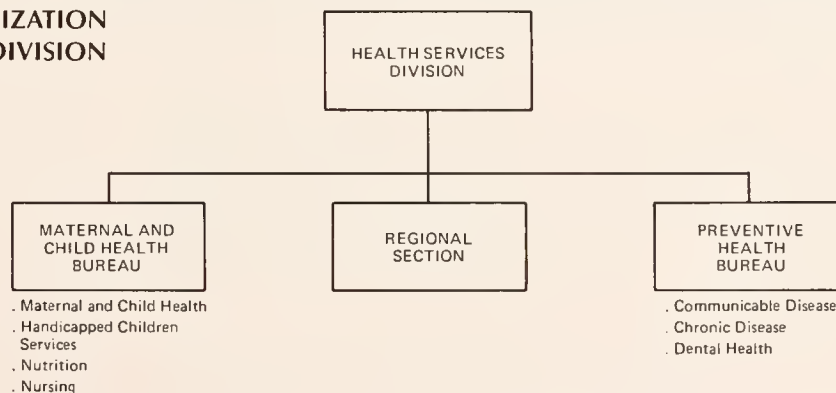 IZATION
DIVISION
HEALTH SERVICES
DIVISION
MATERNAL AND
CHILD HEALTH
BUREAU
. Maternal and Child Health
. Handicapped Children
Services
. Nutrition
. Nursing
REGIONAL
SECTION
PREVENTIVE
HEALTH
BUREAU
. Communicable Disease
. Chronic Disease
. Dental Health